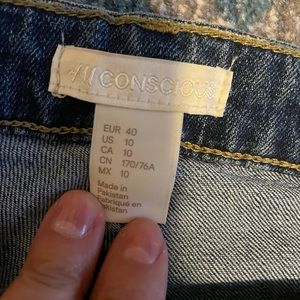 H&M CONSCIOUS
EUR 40
US 10
CA 10
CN 170/76A
MX 10
Made in
Pakistan
Fabriqué en
Pakistan